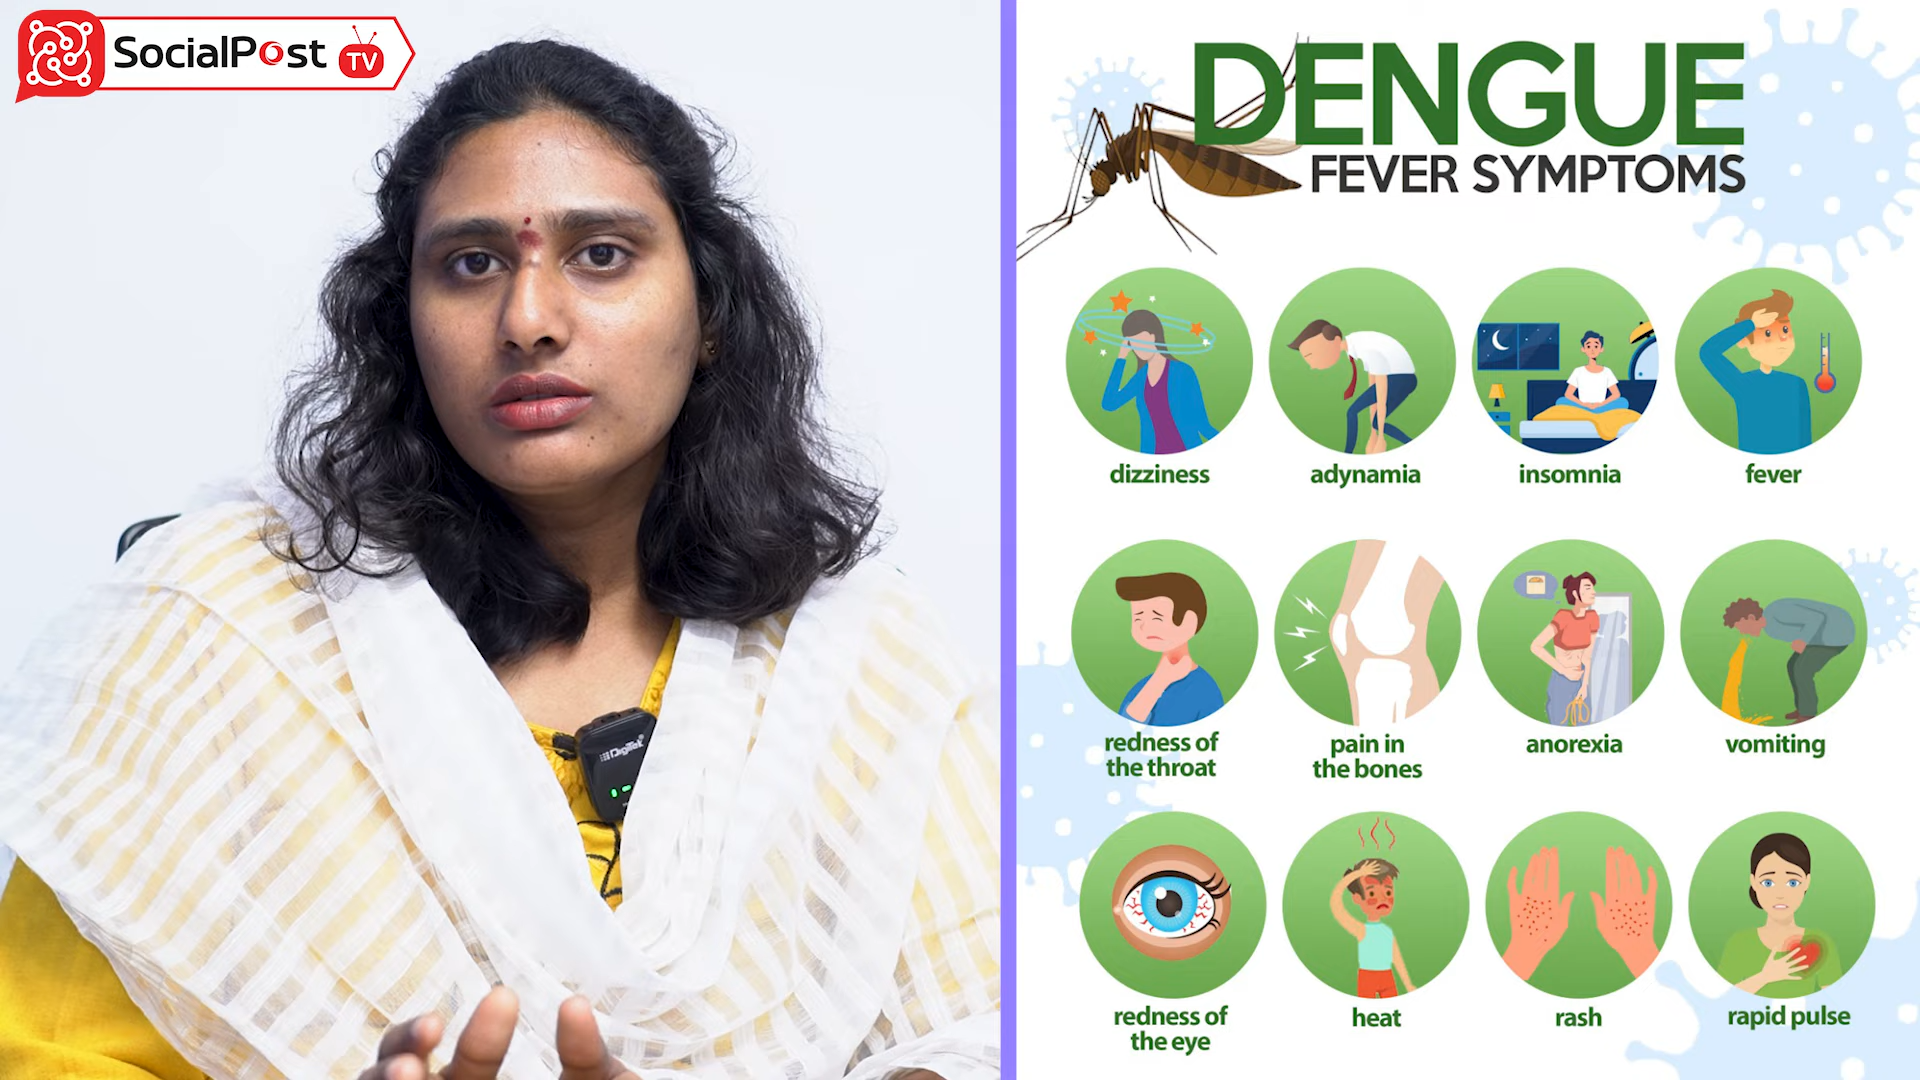 SocialPost TV
DENGUE
FEVER SYMPTOMS
dizziness
adynamia
insomnia
fever
redness of
the throat
pain in
the bones
anorexia
vomiting
redness of
the eye
heat
rash
rapid pulse
DigiTek